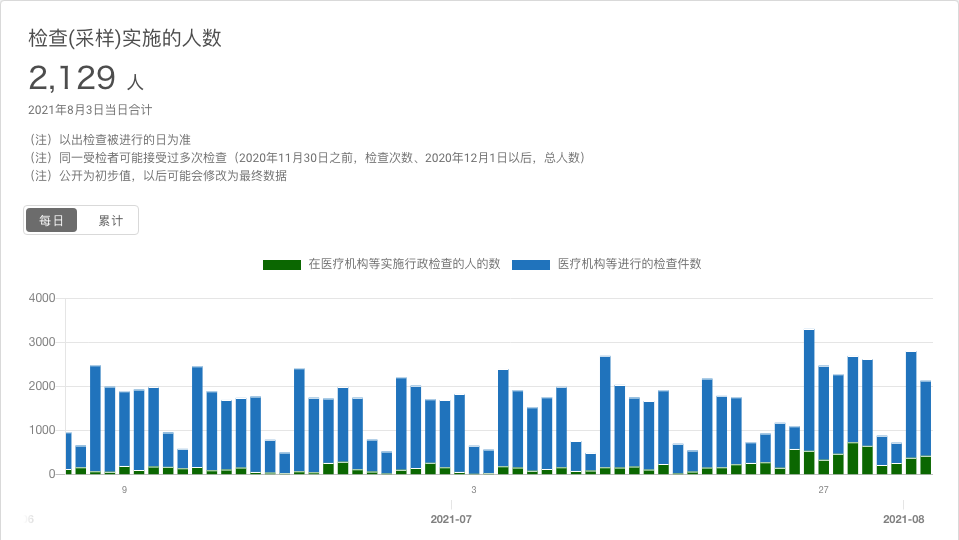 检查(采样)实施的人数
2,129 人
2021年8月3日当日合计
（注）以出检查被进行的日为准
（注）同一受检者可能接受过多次检查（2020年11月30日之前，检查次数、2020年12月1日以后，总人数）
（注）公开为初步值，以后可能会修改为最终数据
每日 累计
在医疗机构等实施行政检查的人的数 医疗机构等进行的检查件数
4000
3000
2000
1000
0
9 3 27
2021-07 2021-08